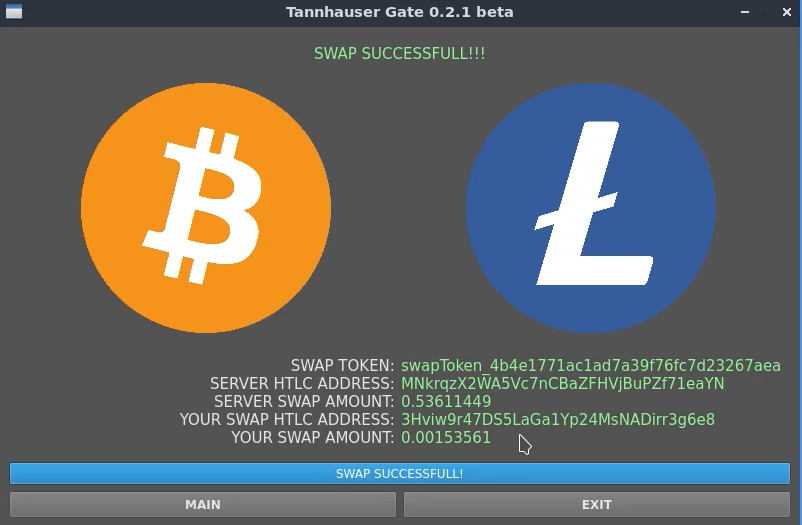 Tannhauser Gate 0.2.1 beta
SWAP SUCCESSFULL!!!
SWAP TOKEN: swapToken_4b4e1771ac1ad7a39f76fc7d23267aea
SERVER HTLC ADDRESS: MNkrqzX2WA5Vc7nCBaZFHVjBuPZf71eaYN
SERVER SWAP AMOUNT: 0.53611449
YOUR SWAP HTLC ADDRESS: 3Hviw9r47DS5LaGa1Yp24MsNADirr3g6e8
YOUR SWAP AMOUNT: 0.00153561
SWAP SUCCESSFULL!
MAIN EXIT